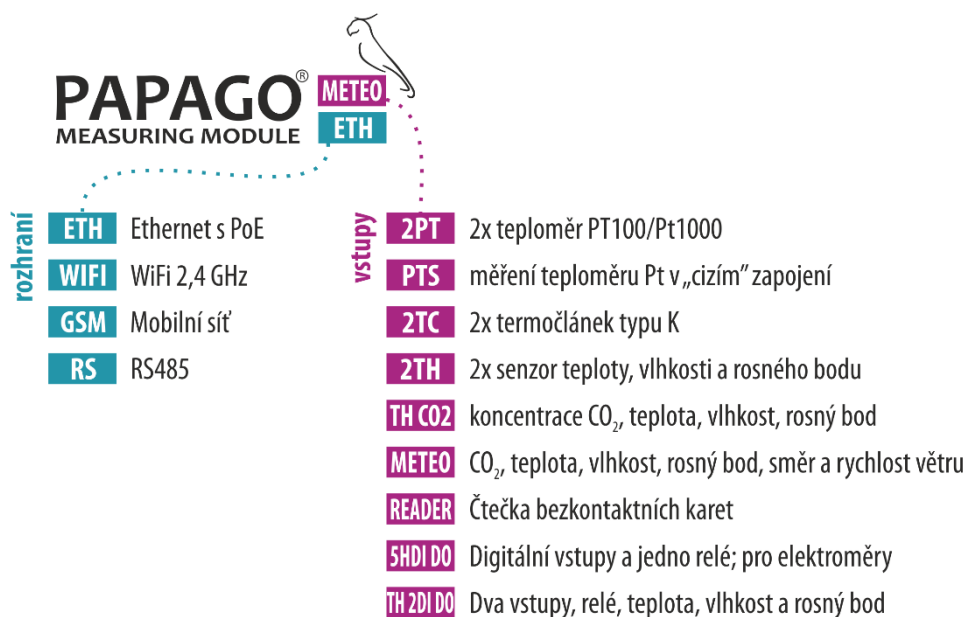 PAPAGO® METEO
MEASURING MODULE ETH
rozhraní
ETH Ethernet s PoE
WIFI WiFi 2,4 GHz
GSM Mobilní síť
RS RS485
vstupy
2PT 2x teploměr PT100/Pt1000
PTS měření teploměru Pt v „cizím” zapojení
2TC 2x termočlánek typu K
2TH 2x senzor teploty, vlhkosti a rosného bodu
TH CO2 koncentrace CO₂, teplota, vlhkost, rosný bod
METEO CO₂, teplota, vlhkost, rosný bod, směr a rychlost větru
READER Čtečka bezkontaktních karet
5HDI DO Digitální vstupy a jedno relé; pro elektroměry
TH 2DI DO Dva vstupy, relé, teplota, vlhkost a rosný bod